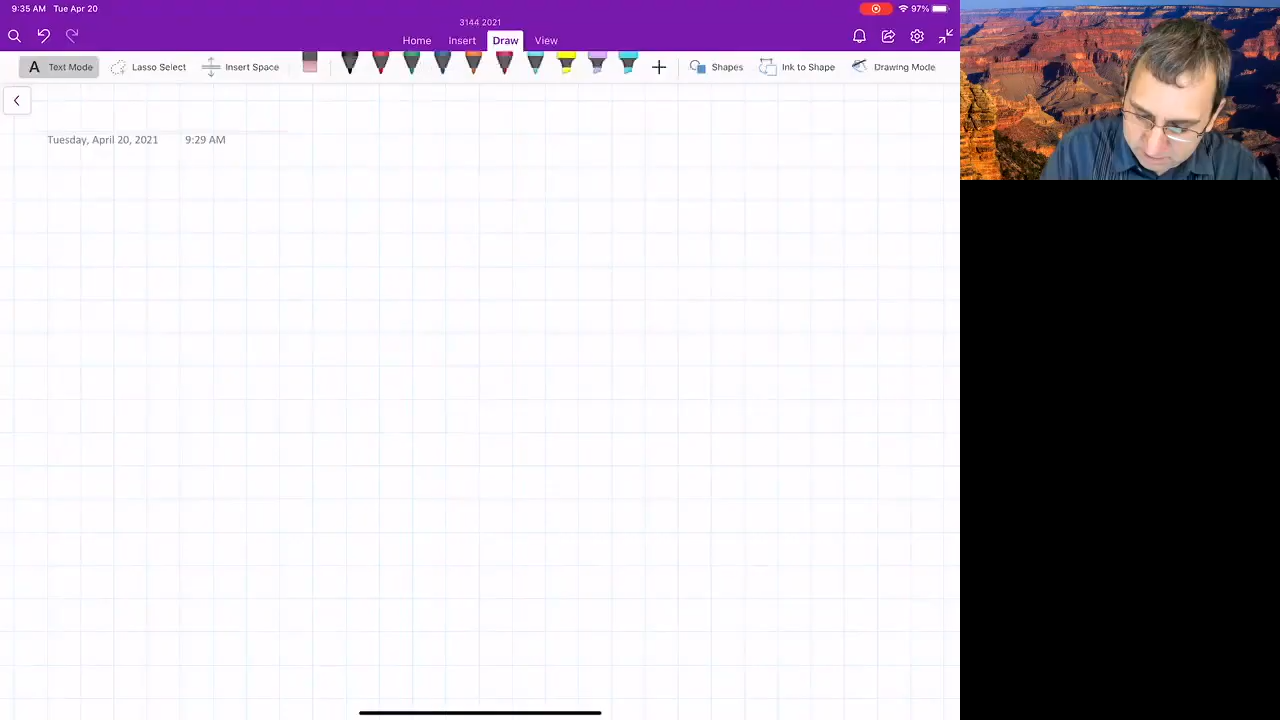 9:35 AM Tue Apr 20 97%
3144 2021
Home Insert Draw View
A Text Mode Lasso Select Insert Space Shapes Ink to Shape Drawing Mode
Tuesday, April 20, 2021 9:29 AM